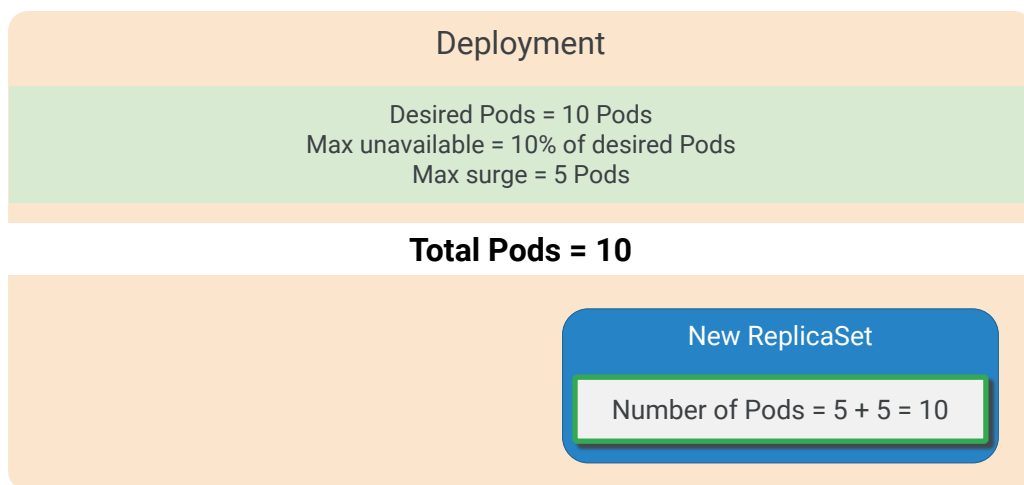 Deployment
Desired Pods = 10 Pods
Max unavailable = 10% of desired Pods
Max surge = 5 Pods
Total Pods = 10
New ReplicaSet
Number of Pods = 5 + 5 = 10